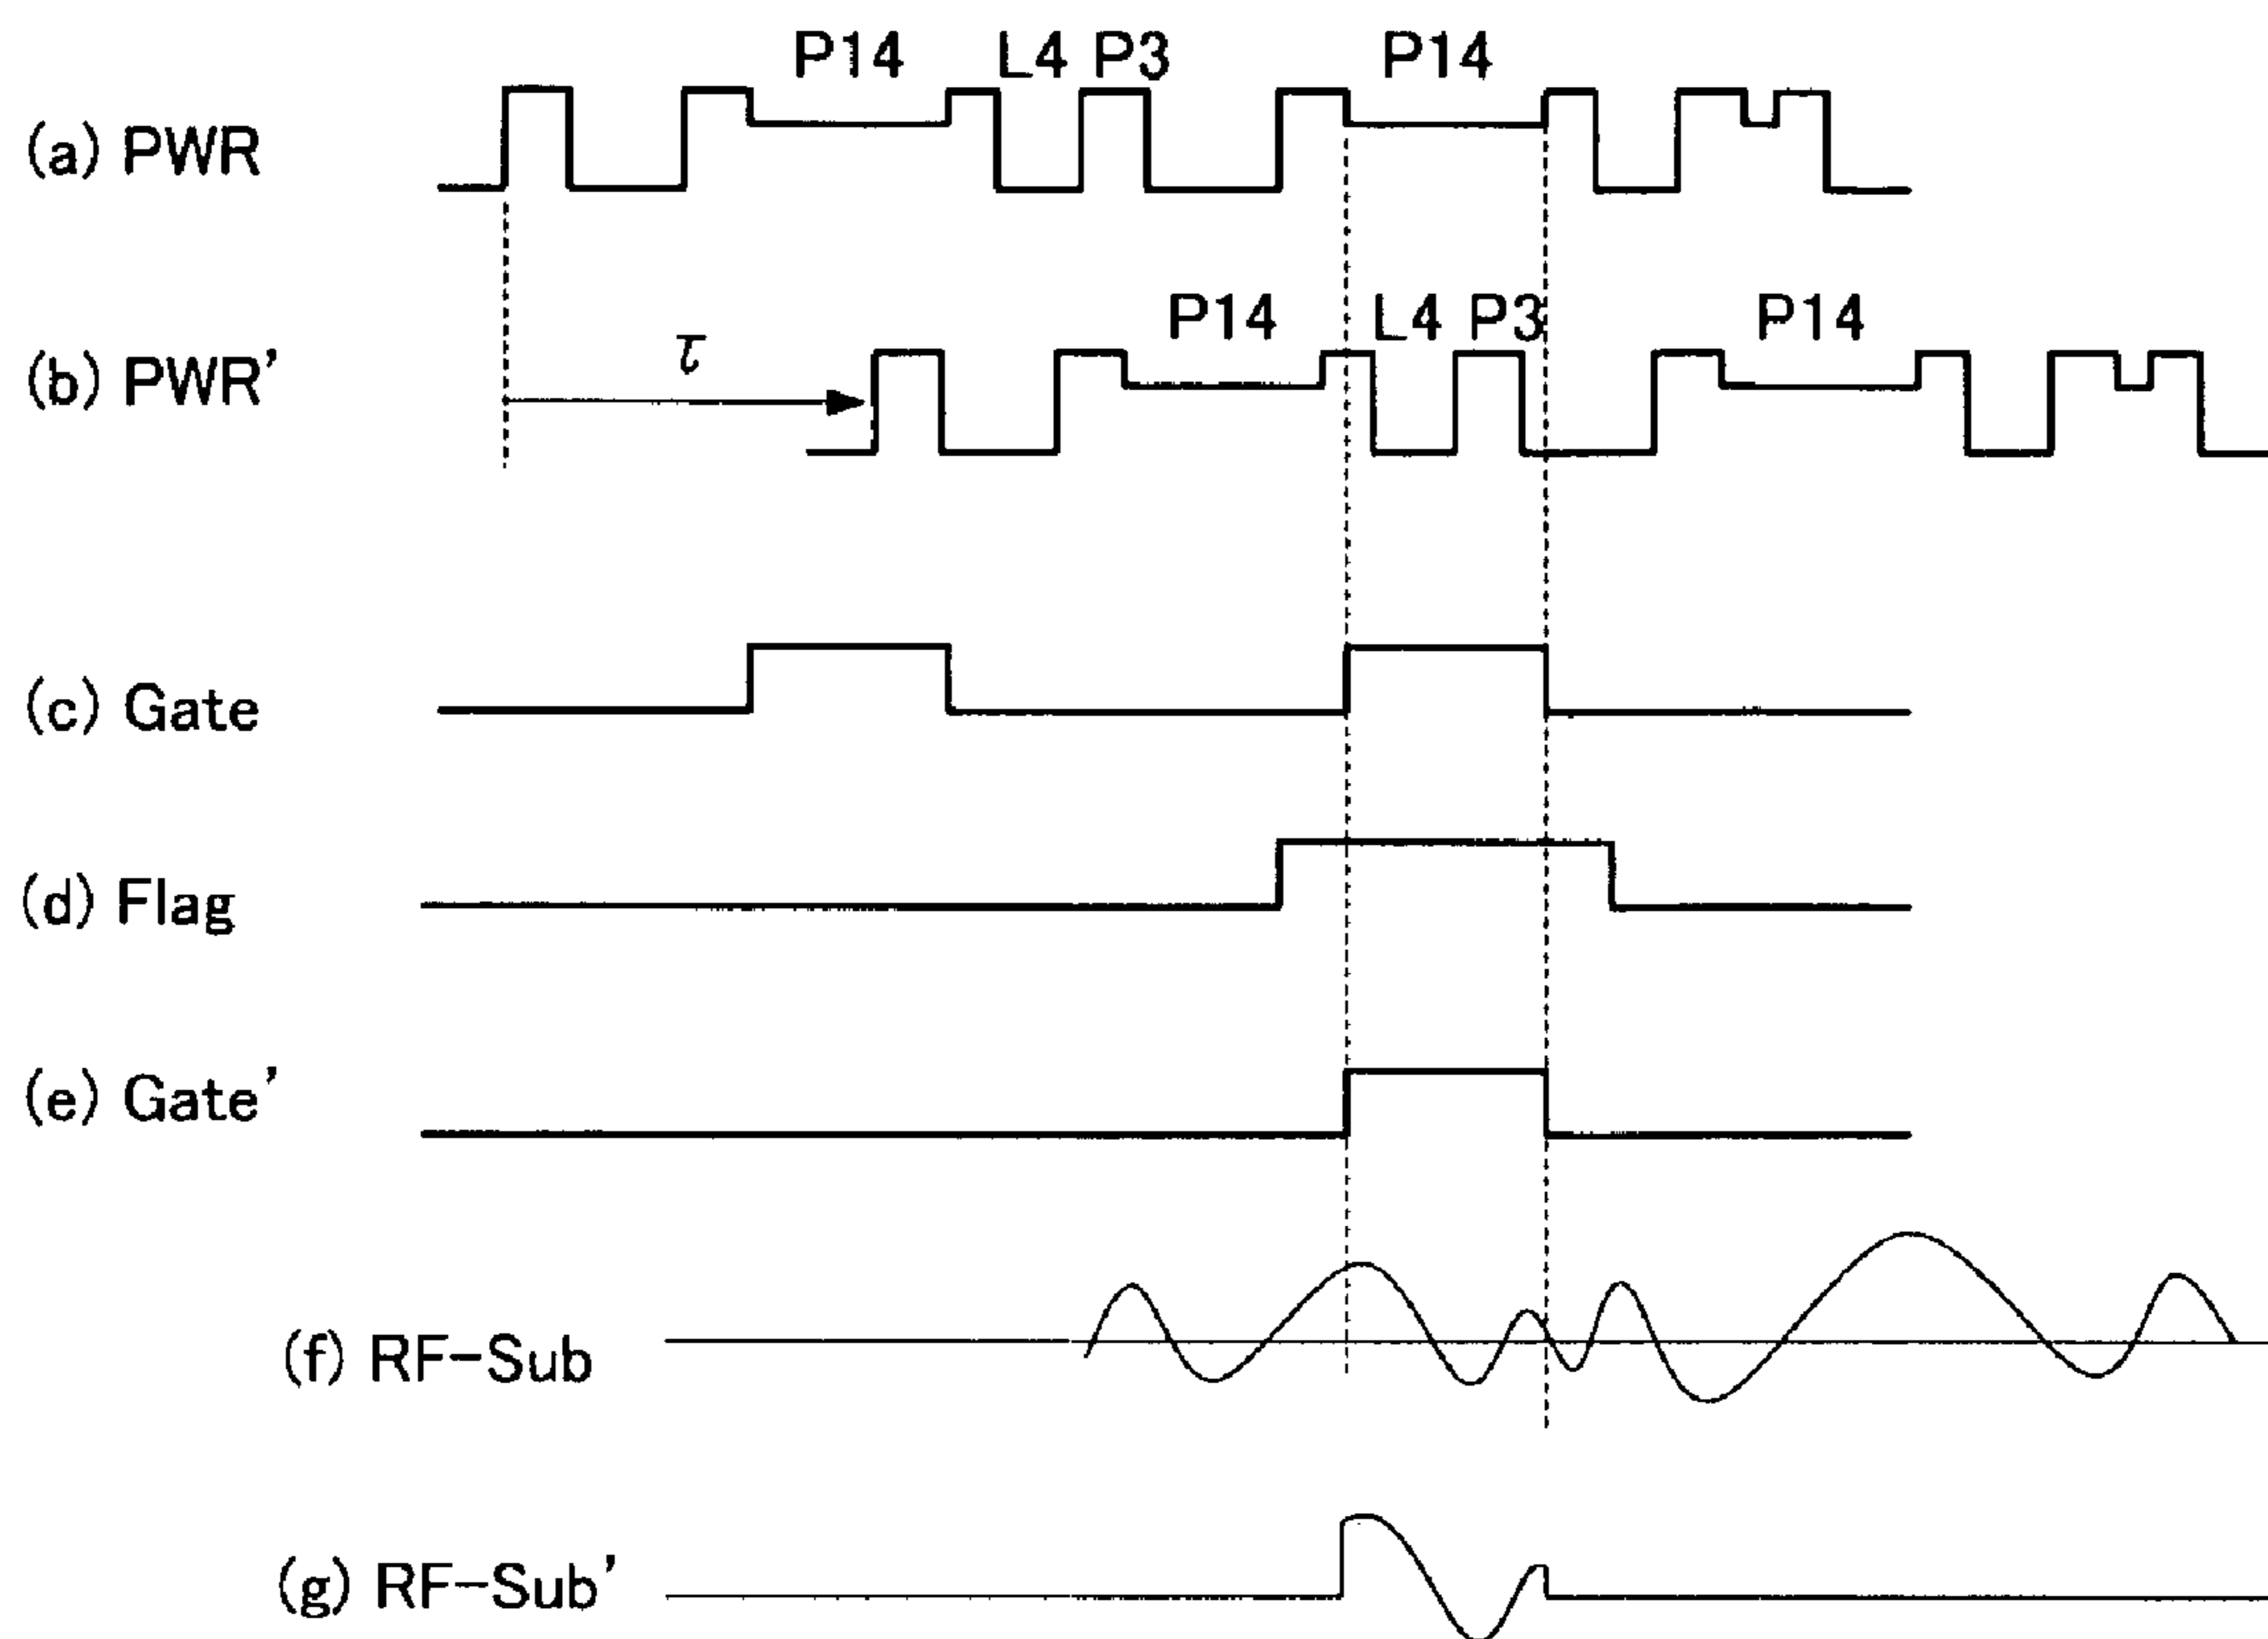 P14 L4 P3 P14
(a) PWR
P14 L4 P3 P14
τ
(b) PWR'
(c) Gate
(d) Flag
(e) Gate'
(f) RF-Sub
(g) RF-Sub'